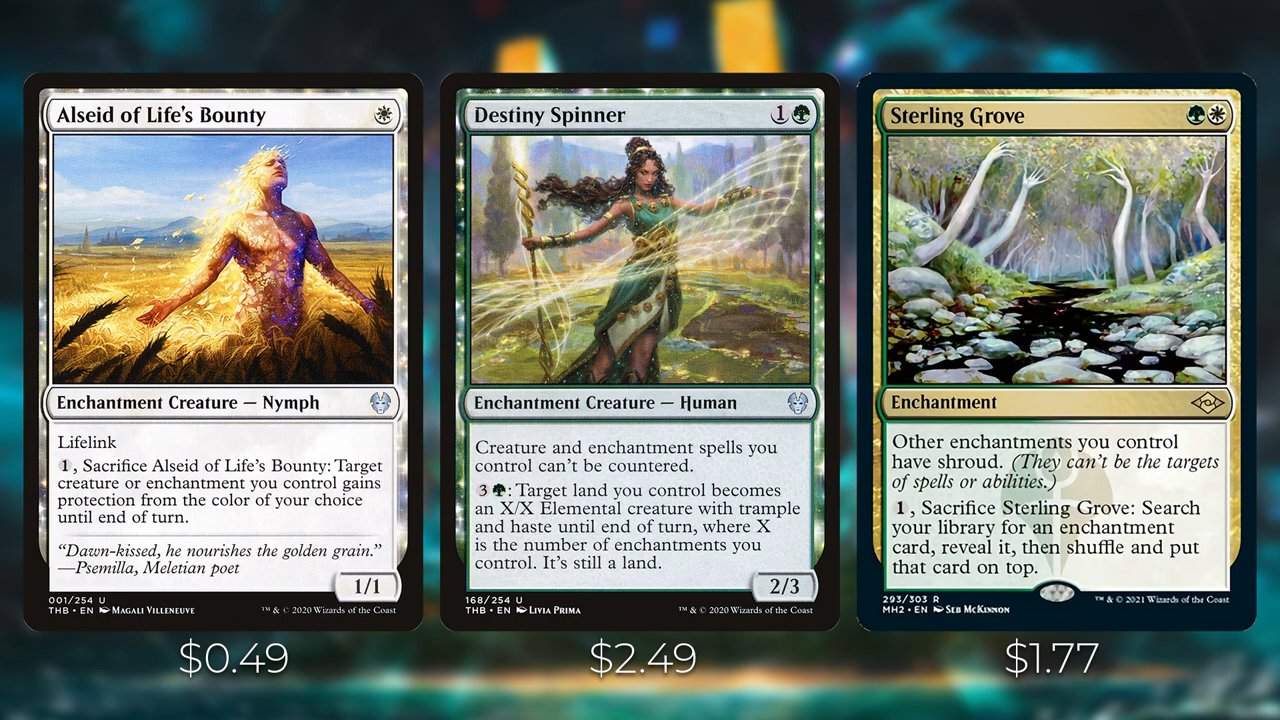 Alseid of Life's Bounty
Enchantment Creature — Nymph
Lifelink
1, Sacrifice Alseid of Life's Bounty: Target
creature or enchantment you control gains
protection from the color of your choice
until end of turn.
“Dawn-kissed, he nourishes the golden grain.”
—Psemilla, Meletian poet
1/1
001/254 U
THB • EN Magali Villeneuve
™ & © 2020 Wizards of the Coast
$0.49
Destiny Spinner
1
Enchantment Creature — Human
Creature and enchantment spells you
control can't be countered.
3 : Target land you control becomes
an X/X Elemental creature with trample
and haste until end of turn, where X
is the number of enchantments you
control. It's still a land.
2/3
168/254 U
THB • EN Livia Prima
™ & © 2020 Wizards of the Coast
$2.49
Sterling Grove
Enchantment
Other enchantments you control
have shroud. (They can't be the targets
of spells or abilities.)
1, Sacrifice Sterling Grove: Search
your library for an enchantment
card, reveal it, then shuffle and put
that card on top.
293/303 R
MH2 • EN Seb McKinnon
™ & © 2021 Wizards of the Coast
$1.77